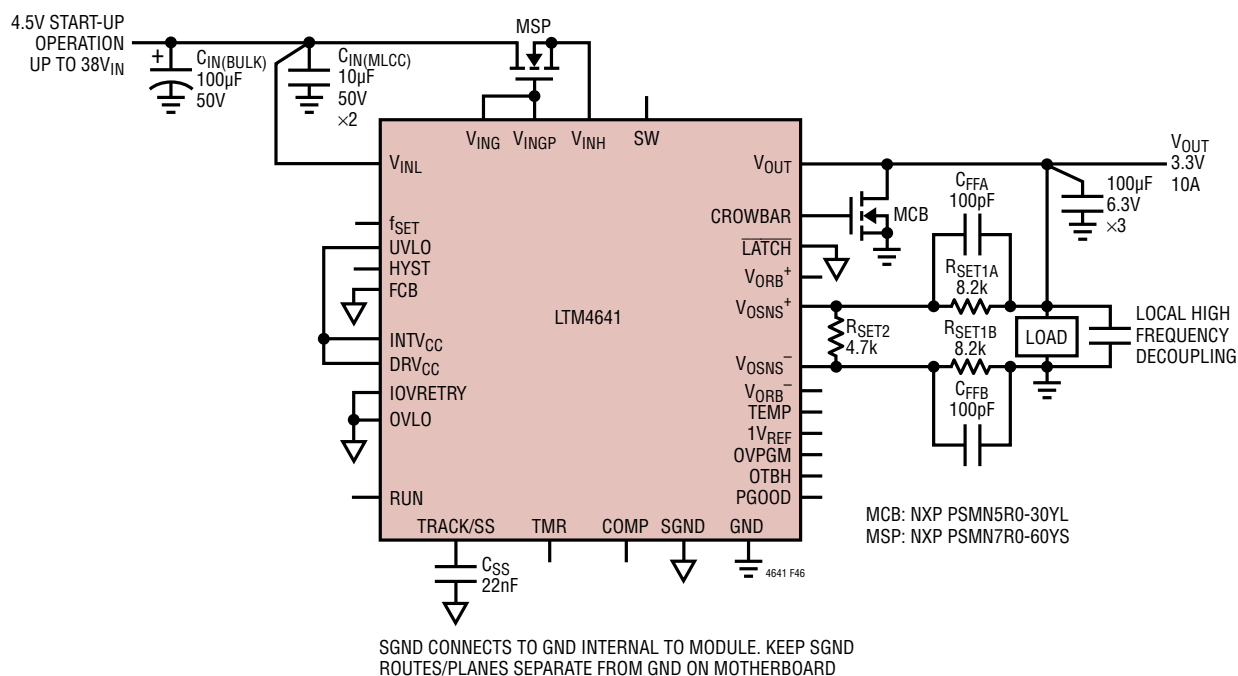 4.5V START-UP
OPERATION
UP TO 38VIN
+
CIN(BULK)
100µF
50V
CIN(MLCC)
10µF
50V
×2
MSP
VING
VINGP
VINH
SW
VINL
fSET
UVLO
HYST
FCB
INTVCC
DRVCC
IOVRETRY
OVLO
RUN
LTM4641
VOUT
CROWBAR
LATCH
VORB+
VOSNS+
VOSNS−
VORB−
TEMP
1VREF
OVPGM
OTBH
PGOOD
TRACK/SS
TMR
COMP
SGND
GND
MCB
CFFA
100pF
RSET1A
8.2k
RSET2
4.7k
RSET1B
8.2k
CFFB
100pF
VOUT
3.3V
10A
100µF
6.3V
×3
LOAD
LOCAL HIGH
FREQUENCY
DECOUPLING
MCB: NXP PSMN5R0-30YL
MSP: NXP PSMN7R0-60YS
CSS
22nF
4641 F46
SGND CONNECTS TO GND INTERNAL TO MODULE. KEEP SGND
ROUTES/PLANES SEPARATE FROM GND ON MOTHERBOARD